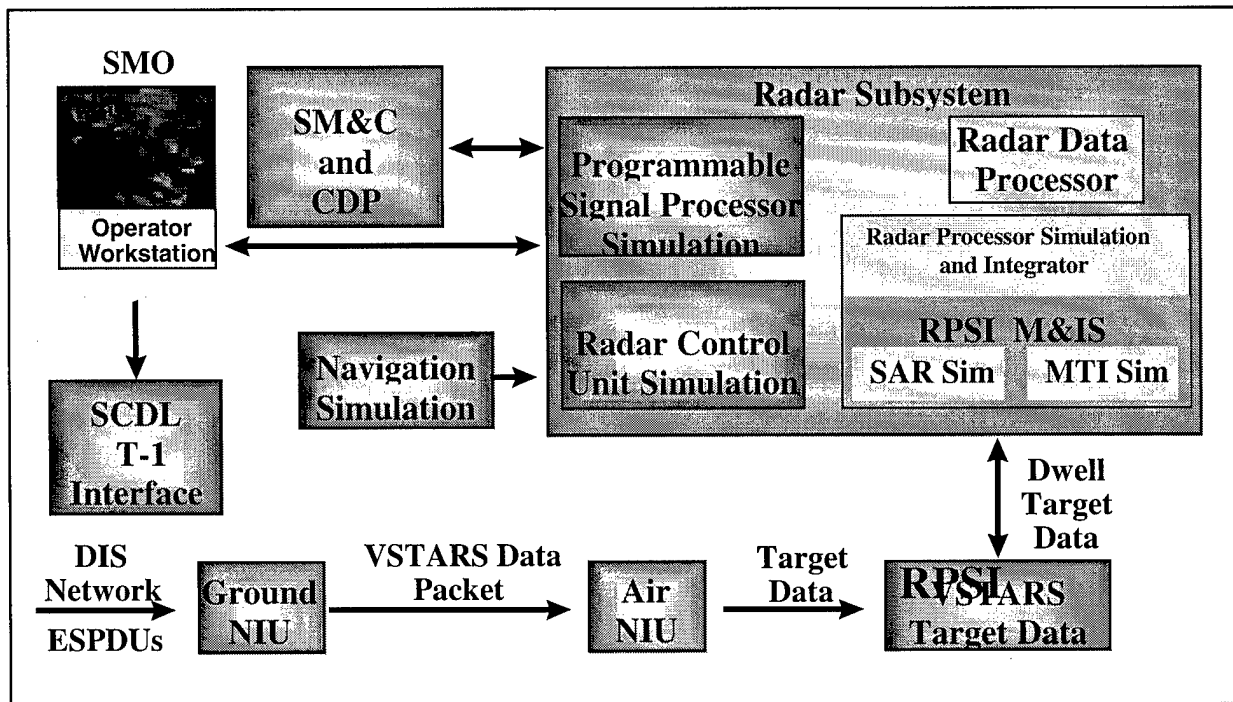 SMO
Operator
Workstation
SM&C
and
CDP
Radar Subsystem
Programmable
Signal Processor
Simulation
Radar Data
Processor
Radar Processor Simulation
and Integrator
RPSI M&IS
SAR Sim
MTI Sim
Radar Control
Unit Simulation
Navigation
Simulation
SCDL
T-1
Interface
Dwell
Target
Data
DIS
Network
ESPDUs
Ground
NIU
VSTARS Data
Packet
Air
NIU
Target
Data
RPSI
VSTARS
Target Data